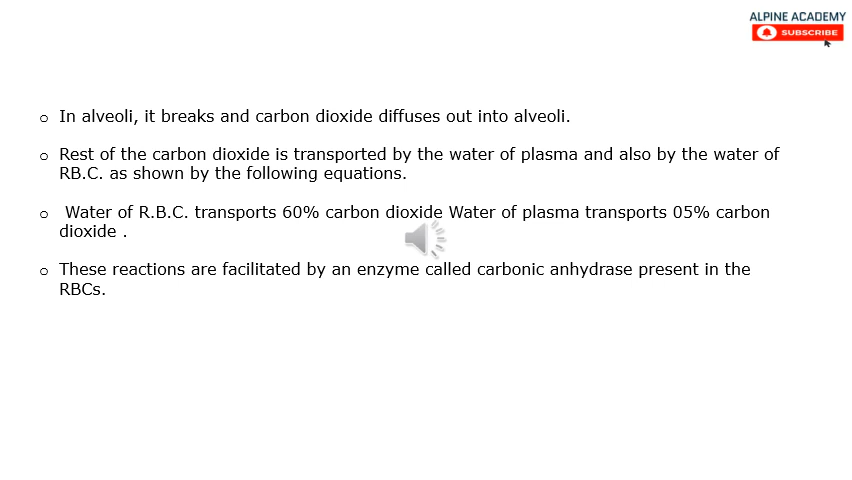 ALPINE ACADEMY
SUBSCRIBE
o In alveoli, it breaks and carbon dioxide diffuses out into alveoli.
o Rest of the carbon dioxide is transported by the water of plasma and also by the water of
RB.C. as shown by the following equations.
o Water of R.B.C. transports 60% carbon dioxide Water of plasma transports 05% carbon
dioxide .
o These reactions are facilitated by an enzyme called carbonic anhydrase present in the
RBCs.